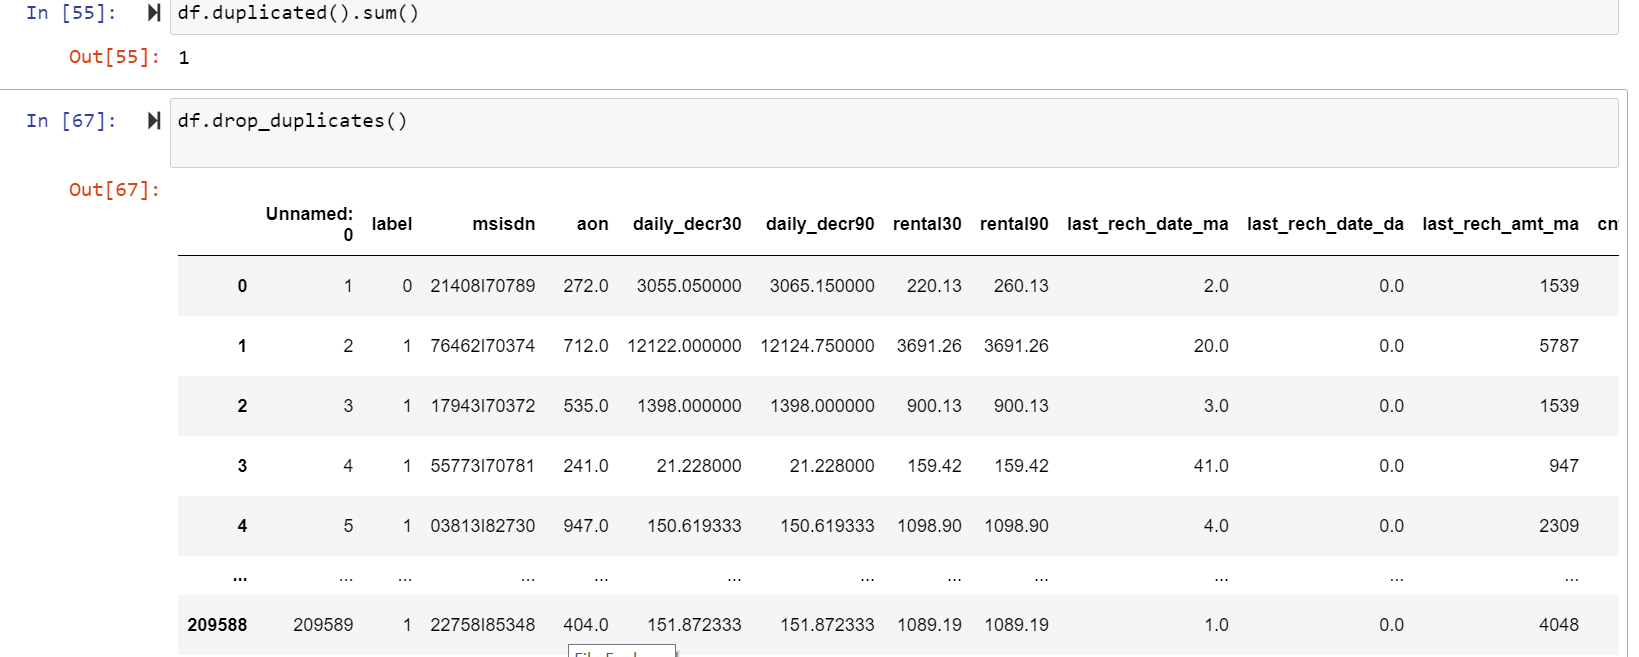 In [55]: df.duplicated().sum()
Out[55]: 1
In [67]: df.drop_duplicates()
Out[67]:
Unnamed: 0 label msisdn aon daily_decr30 daily_decr90 rental30 rental90 last_rech_date_ma last_rech_date_da last_rech_amt_ma
0 1 0 21408I70789 272.0 3055.050000 3065.150000 220.13 260.13 2.0 0.0 1539
1 2 1 76462I70374 712.0 12122.000000 12124.750000 3691.26 3691.26 20.0 0.0 5787
2 3 1 17943I70372 535.0 1398.000000 1398.000000 900.13 900.13 3.0 0.0 1539
3 4 1 55773I70781 241.0 21.228000 21.228000 159.42 159.42 41.0 0.0 947
4 5 1 03813I82730 947.0 150.619333 150.619333 1098.90 1098.90 4.0 0.0 2309
... ... ... ... ... ... ... ... ... ... ... ...
209588 209589 1 22758I85348 404.0 151.872333 151.872333 1089.19 1089.19 1.0 0.0 4048